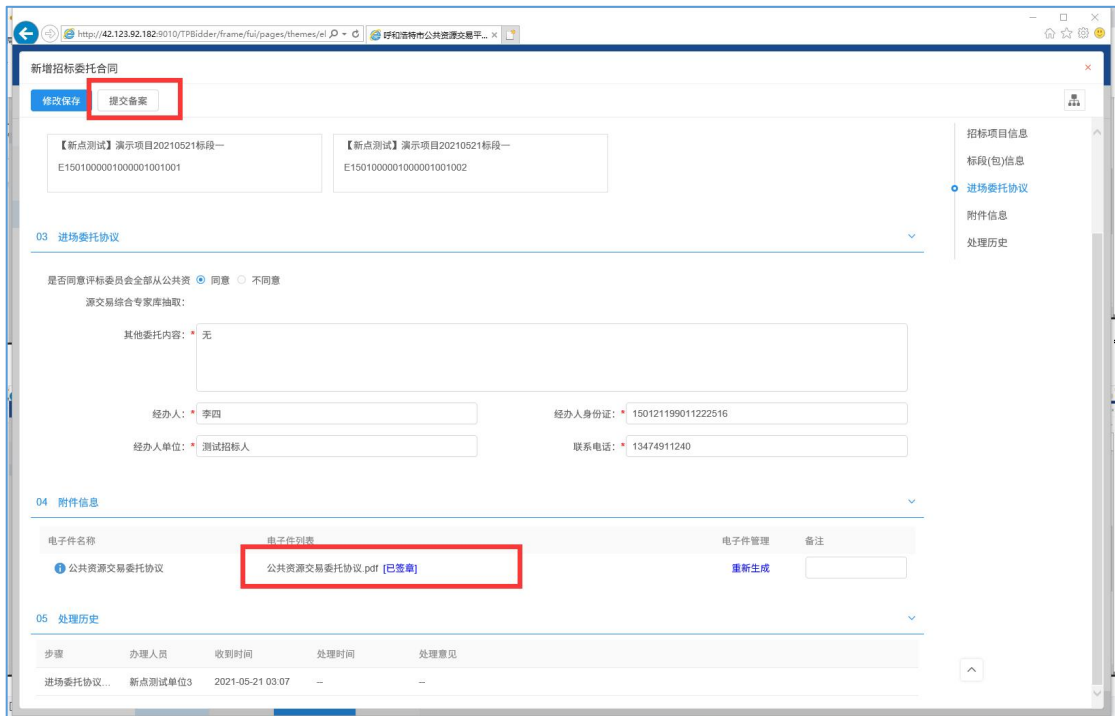 http://42.123.92.182:9010/TPBidder/frame/fui/pages/themes/el
呼和浩特市公共资源交易平...
新增招标委托合同
修改保存 提交备案
招标项目信息
标段(包)信息
进场委托协议
附件信息
处理历史
【新点测试】演示项目20210521标段一 【新点测试】演示项目20210521标段一
E1501000001000001001001 E1501000001000001001002
03 进场委托协议
是否同意评标委员会全部从公共资 同意 不同意
源交易综合专家库抽取:
其他委托内容: * 无
经办人: * 李四 经办人身份证: * 150121199011222516
经办人单位: * 测试招标人 联系电话: * 13474911240
04 附件信息
电子件名称 电子件列表 电子件管理 备注
公共资源交易委托协议 公共资源交易委托协议.pdf [已签章] 重新生成
05 处理历史
步骤 办理人员 收到时间 处理时间 处理意见
进场委托协议... 新点测试单位3 2021-05-21 03:07 -- --